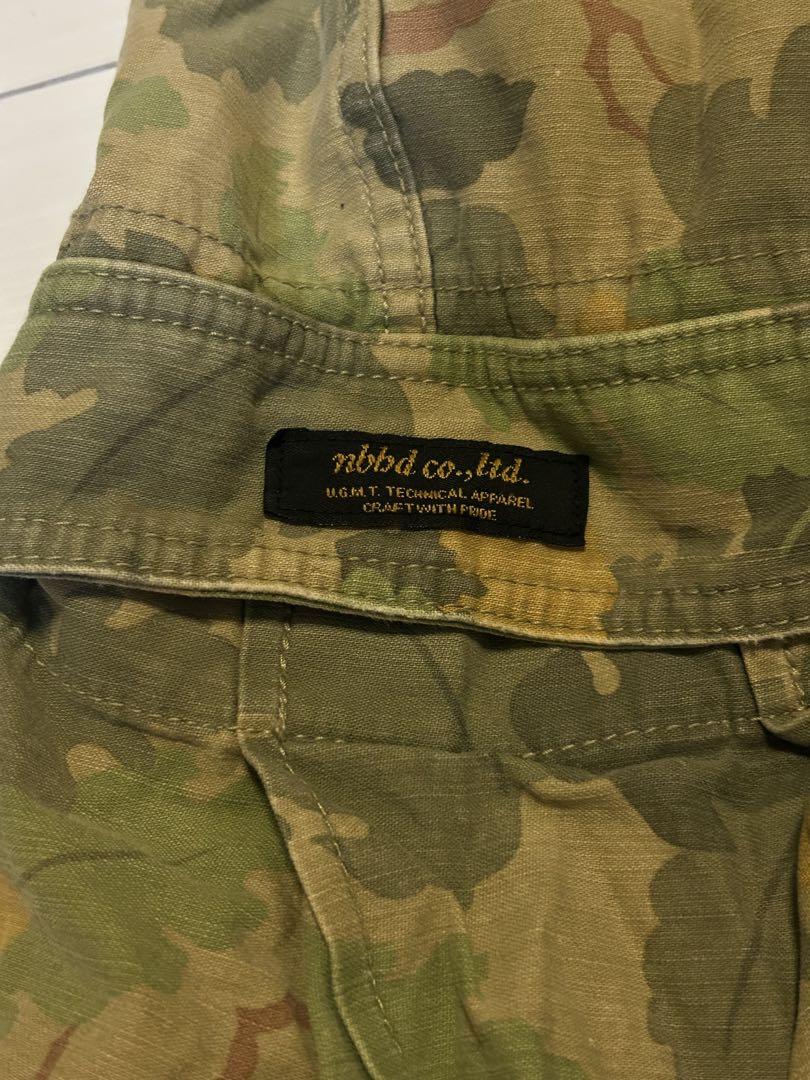 nbbd co.,ltd.
U.G.M.T. TECHNICAL APPAREL
CRAFT WITH PRIDE